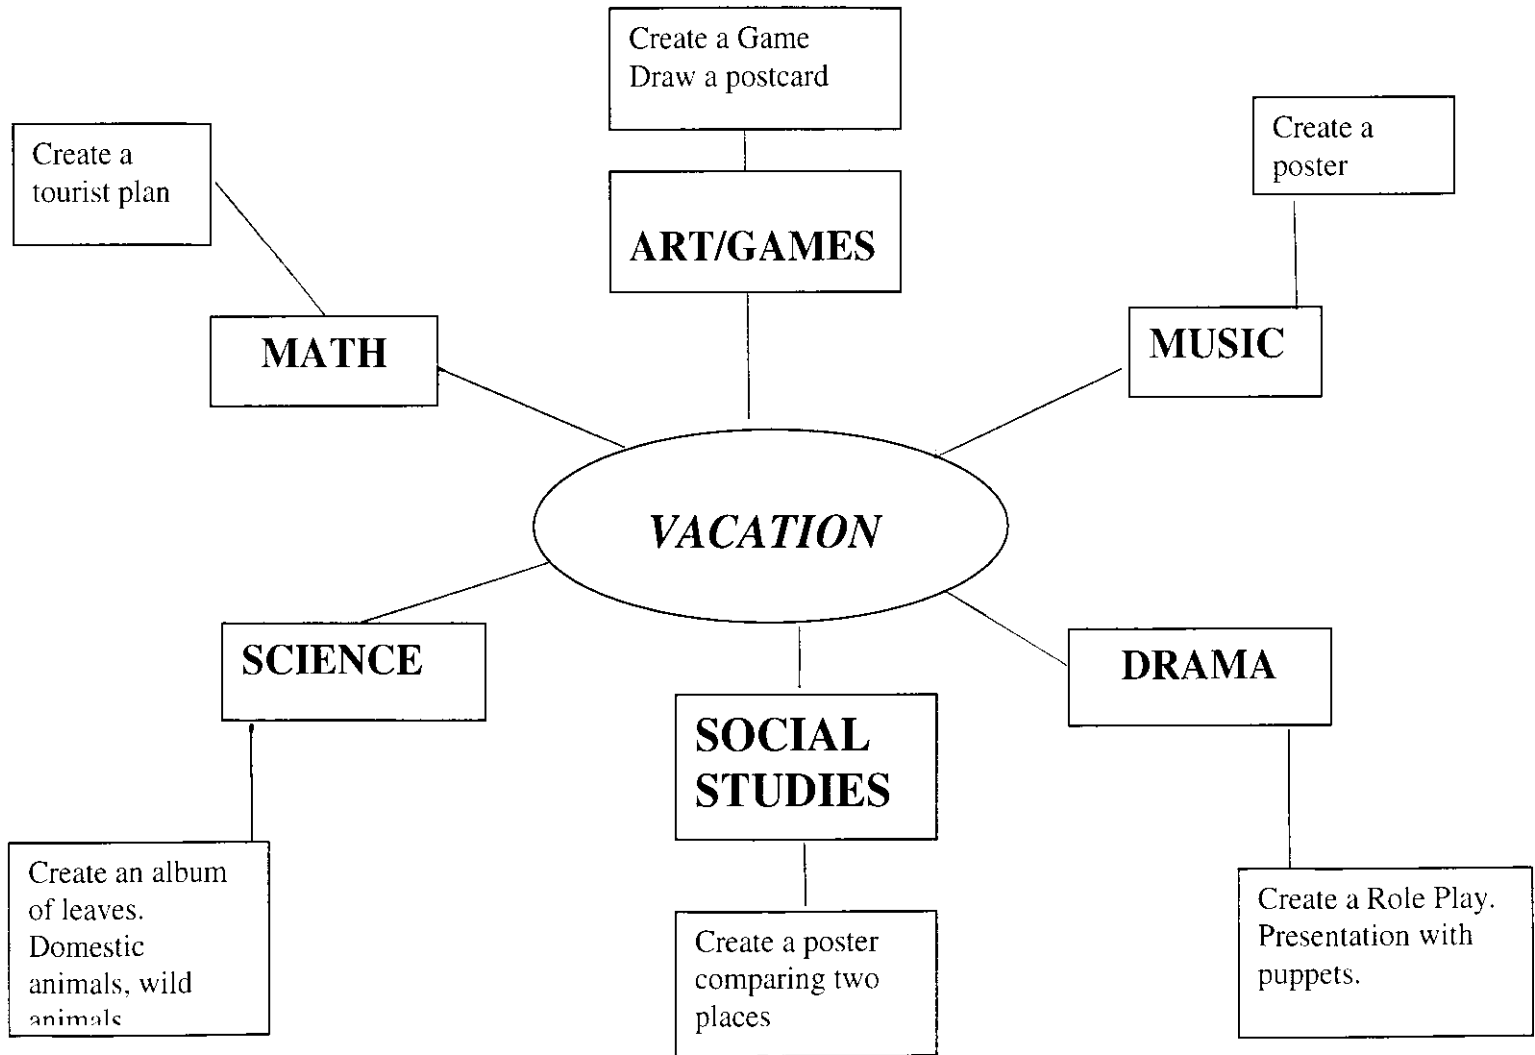 Create a Game
Draw a postcard
Create a
tourist plan
Create a
poster
ART/GAMES
MATH
MUSIC
VACATION
SCIENCE
DRAMA
SOCIAL
STUDIES
Create an album
of leaves.
Domestic
animals, wild
animals
Create a poster
comparing two
places
Create a Role Play.
Presentation with
puppets.